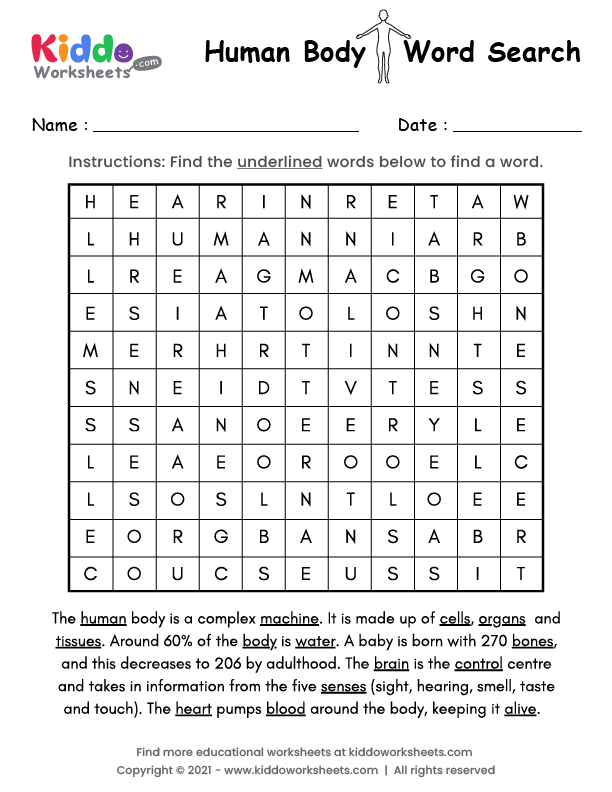 Kiddo
Worksheets.com
Human Body Word Search
Name : Date :
Instructions: Find the underlined words below to find a word.
H E A R I N R E T A W
L H U M A N N I A R B
L R E A G M A C B G O
E S I A T O L O S H N
M E R H R T I N N T E
S N E I D T V T E S S
S S A N O E E R Y L E
L E A E O R O O E L C
L S O S L N T L O E E
E O R G B A N S A B R
C O U C S E U S S I T
The human body is a complex machine. It is made up of cells, organs and
tissues. Around 60% of the body is water. A baby is born with 270 bones,
and this decreases to 206 by adulthood. The brain is the control centre
and takes in information from the five senses (sight, hearing, smell, taste
and touch). The heart pumps blood around the body, keeping it alive.
Find more educational worksheets at kiddoworksheets.com
Copyright © 2021 - www.kiddoworksheets.com | All rights reserved